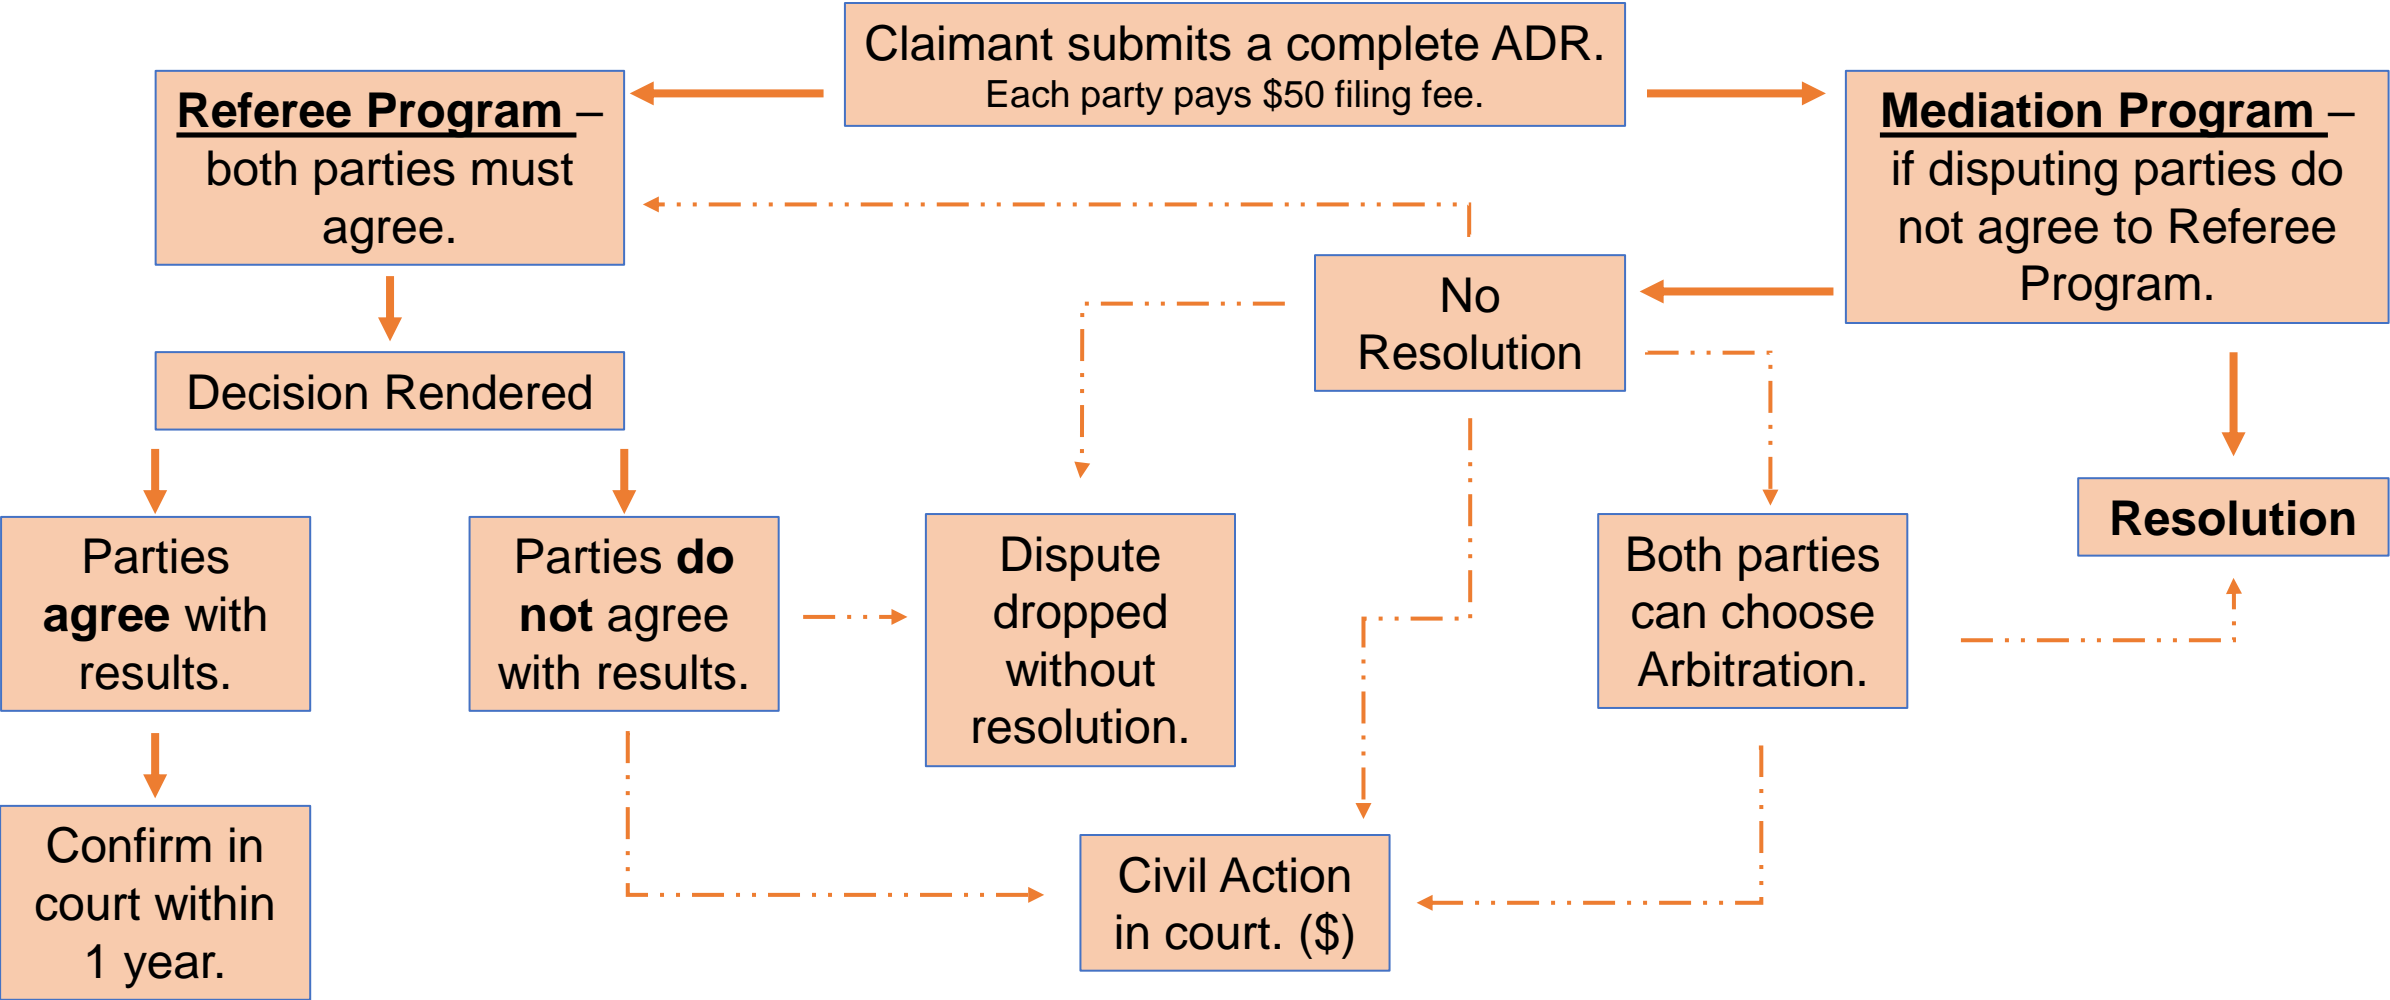 Claimant submits a complete ADR.
Each party pays $50 filing fee.
Referee Program –
both parties must
agree.
Mediation Program –
if disputing parties do
not agree to Referee
Program.
No
Resolution
Decision Rendered
Resolution
Parties
agree with
results.
Parties do
not agree
with results.
Dispute
dropped
without
resolution.
Both parties
can choose
Arbitration.
Confirm in
court within
1 year.
Civil Action
in court. ($)